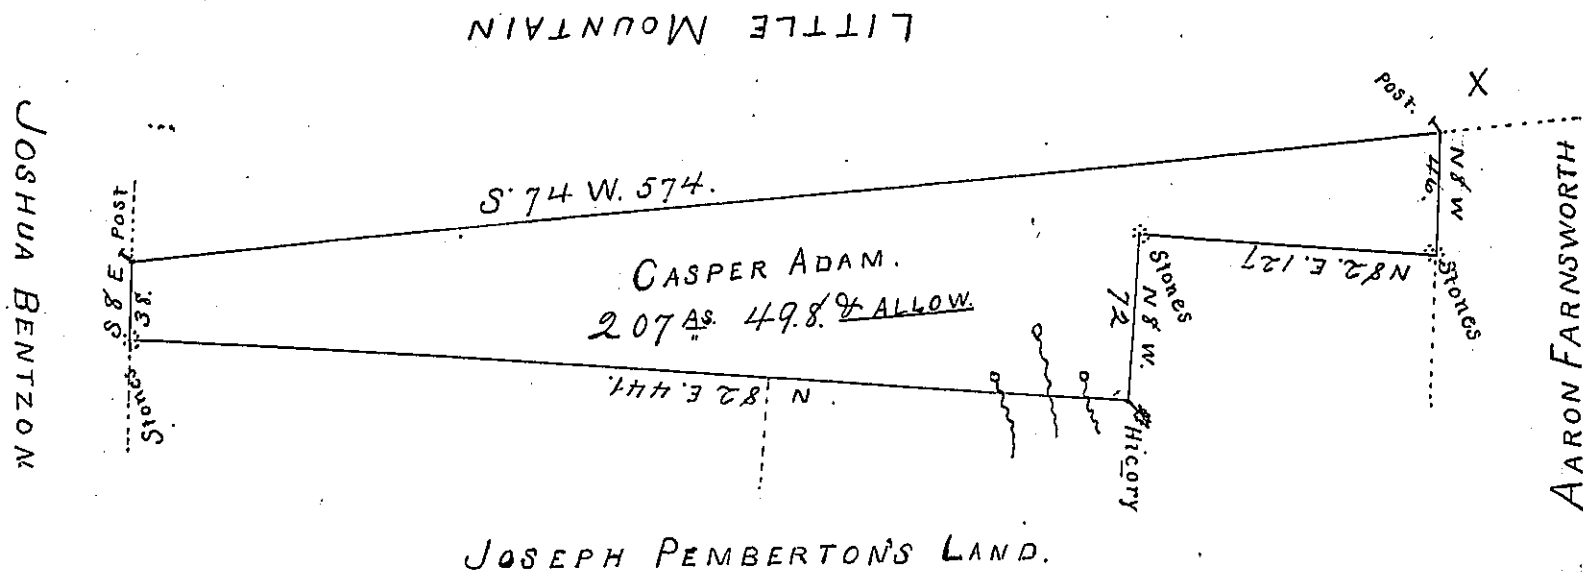 LITTLE MOUNTAIN
JOSHUA BENTZON
Post.
X
N 8 W
46.
AARON FARNSWORTH
S. 74 W. 574.
Post
S 8 E
38.
Stones
CASPER ADAM.
207 As. 49.8. & ALLOW.
Stones
N 8 W.
72
N 82. E. 127
Stones
N 82 E. 441.
Hicory
JOSEPH PEMBERTON'S LAND.